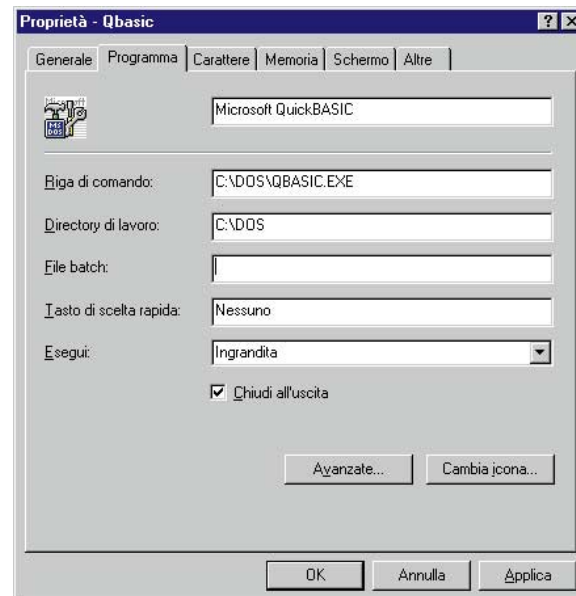 Proprietà - Qbasic
Generale Programma Carattere Memoria Schermo Altre
MS DOS
Microsoft QuickBASIC
Riga di comando: C:\DOS\QBASIC.EXE
Directory di lavoro: C:\DOS
File batch:
Tasto di scelta rapida: Nessuno
Esegui: Ingrandita
Chiudi all'uscita
Avanzate... Cambia icona...
OK Annulla Applica